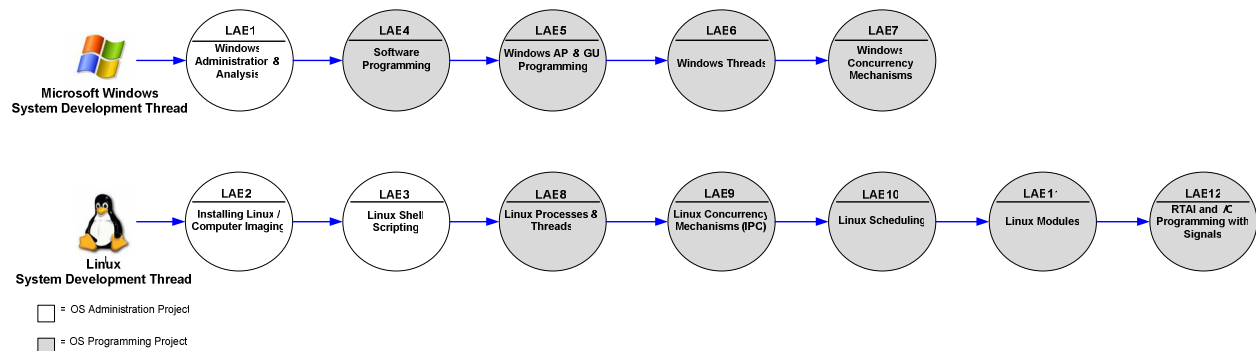 LAE1
Windows
Administration &
Analysis
LAE4
Software
Programming
LAE5
Windows AP & GU
Programming
LAE6
Windows Threads
LAE7
Windows
Concurrency
Mechanisms
Microsoft Windows
System Development Thread
LAE2
Installing Linux /
Computer Imaging
LAE3
Linux Shell
Scripting
LAE8
Linux Processes &
Threads
LAE9
Linux Concurrency
Mechanisms (IPC)
LAE10
Linux Scheduling
LAE11
Linux Modules
LAE12
RTAI and /C
Programming with
Signals
Linux
System Development Thread
= OS Administration Project
= OS Programming Project